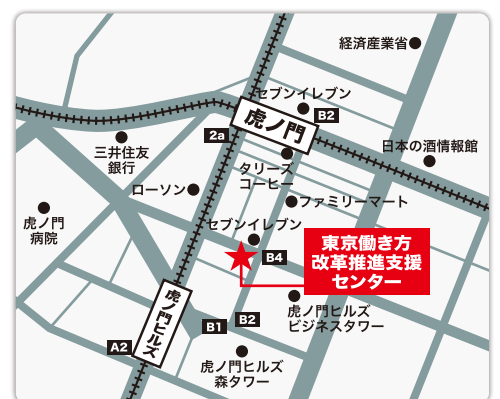 経済産業省
セブンイレブン
B2
虎ノ門
2a
三井住友
銀行
日本の酒情報館
タリーズ
コーヒー
ローソン
ファミリーマート
虎ノ門
病院
セブンイレブン
B4
東京働き方
改革推進支援
センター
虎ノ門ヒルズ
虎ノ門ヒルズ
ビジネスタワー
B1
B2
A2
虎ノ門ヒルズ
森タワー